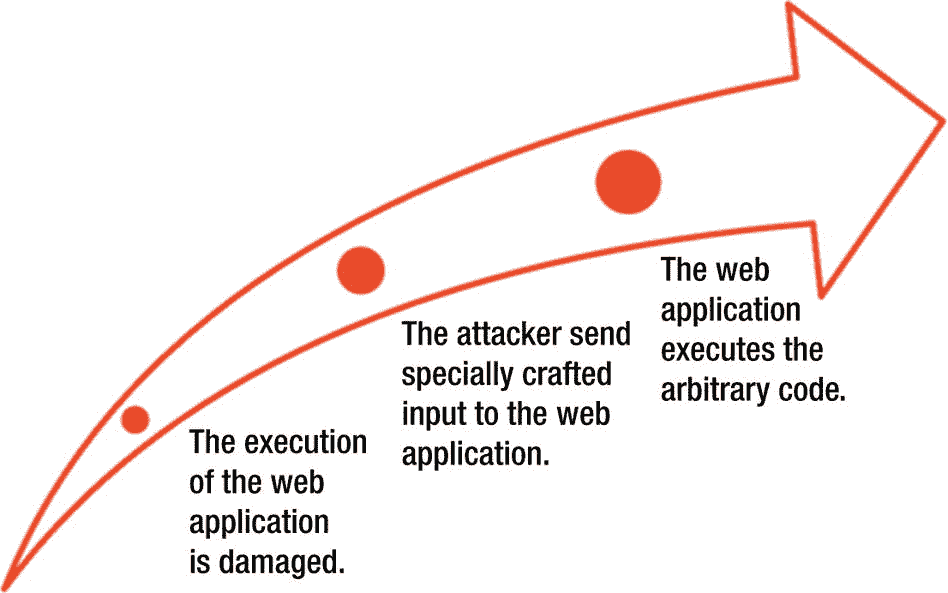 The execution
of the web
application
is damaged.
The attacker send
specially crafted
input to the web
application.
The web
application
executes the
arbitrary code.